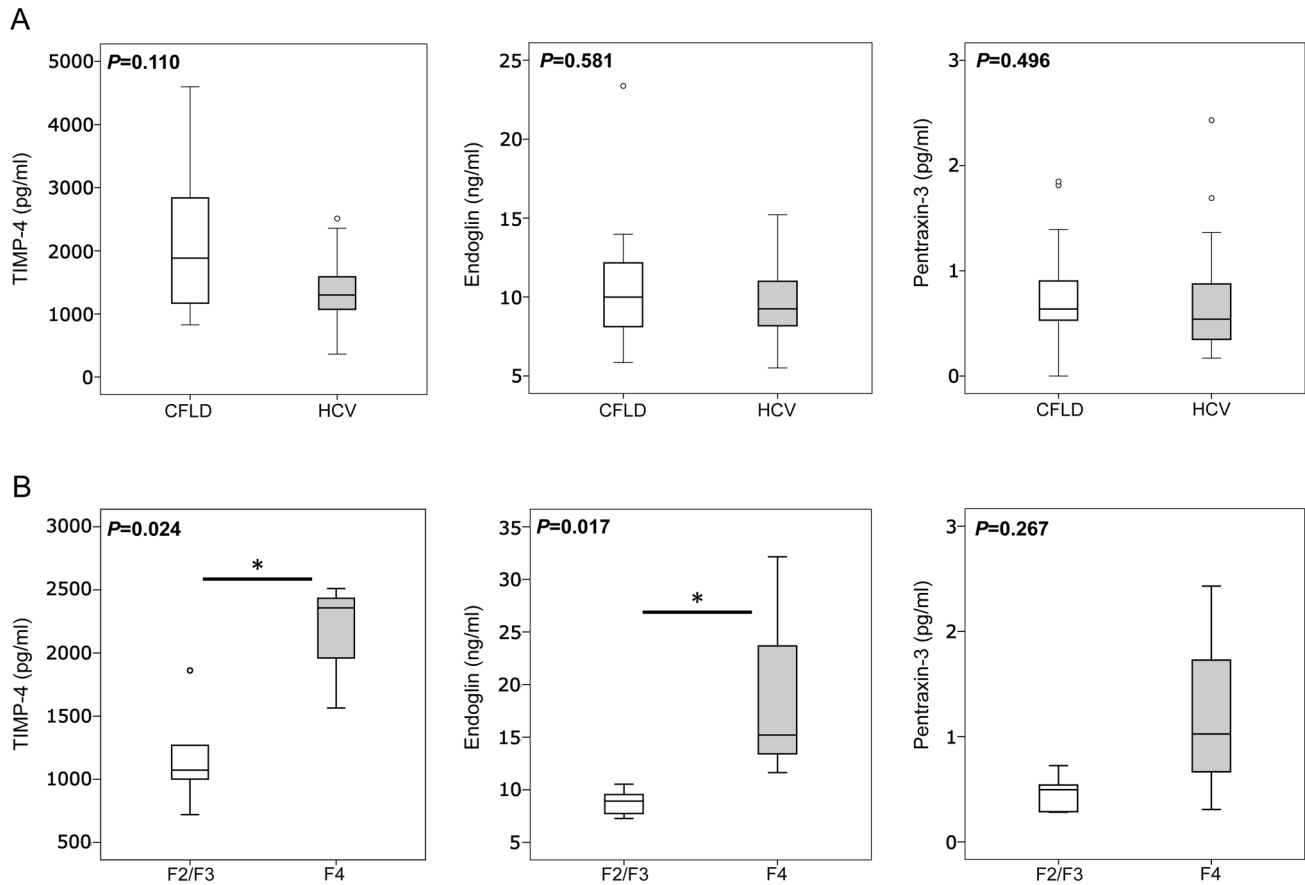 A
P=0.110
TIMP-4 (pg/ml)
5000
4000
3000
2000
1000
0
CFLD HCV
P=0.581
Endoglin (ng/ml)
25
20
15
10
5
CFLD HCV
P=0.496
Pentraxin-3 (pg/ml)
3
2
1
0
CFLD HCV
B
P=0.024
*
TIMP-4 (pg/ml)
3000
2500
2000
1500
1000
500
F2/F3 F4
P=0.017
*
Endoglin (ng/ml)
35
30
25
20
15
10
5
F2/F3 F4
P=0.267
Pentraxin-3 (pg/ml)
3
2
1
0
F2/F3 F4